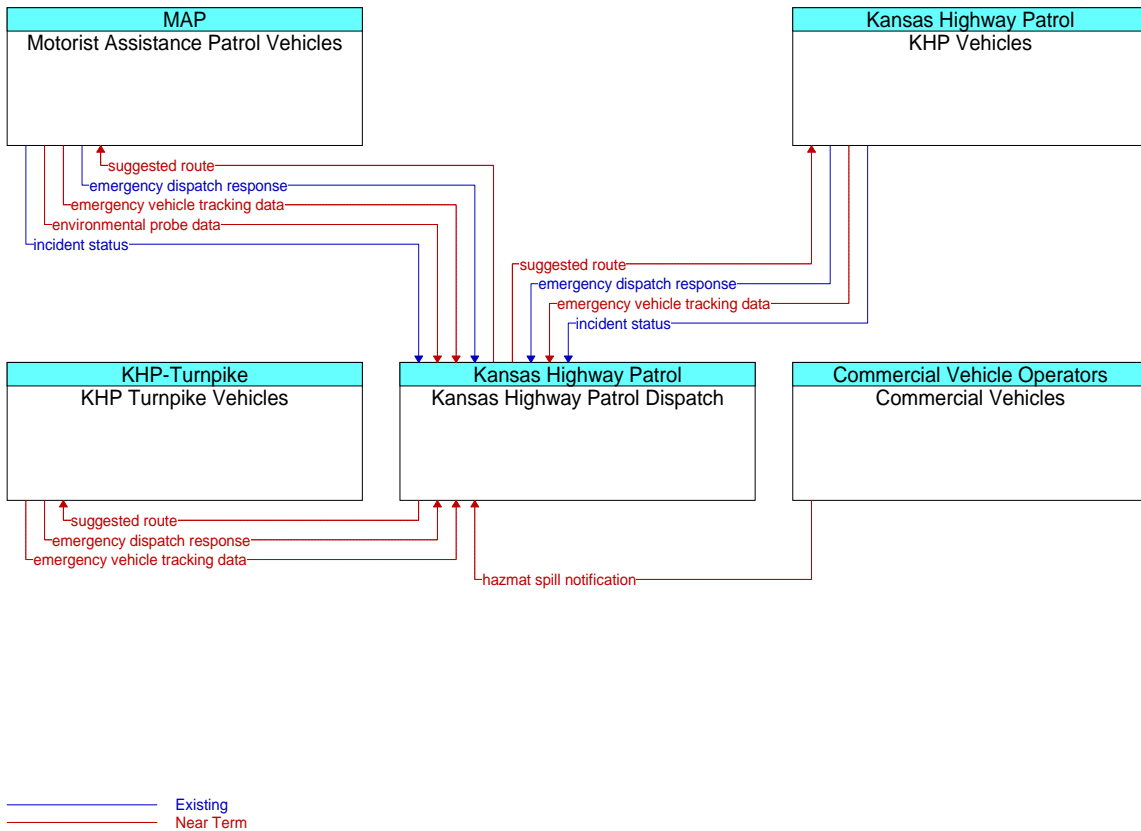 MAP
Motorist Assistance Patrol Vehicles
Kansas Highway Patrol
KHP Vehicles
suggested route
emergency dispatch response
emergency vehicle tracking data
environmental probe data
incident status
suggested route
emergency dispatch response
emergency vehicle tracking data
incident status
KHP-Turnpike
KHP Turnpike Vehicles
Kansas Highway Patrol
Kansas Highway Patrol Dispatch
Commercial Vehicle Operators
Commercial Vehicles
suggested route
emergency dispatch response
emergency vehicle tracking data
hazmat spill notification
Existing
Near Term